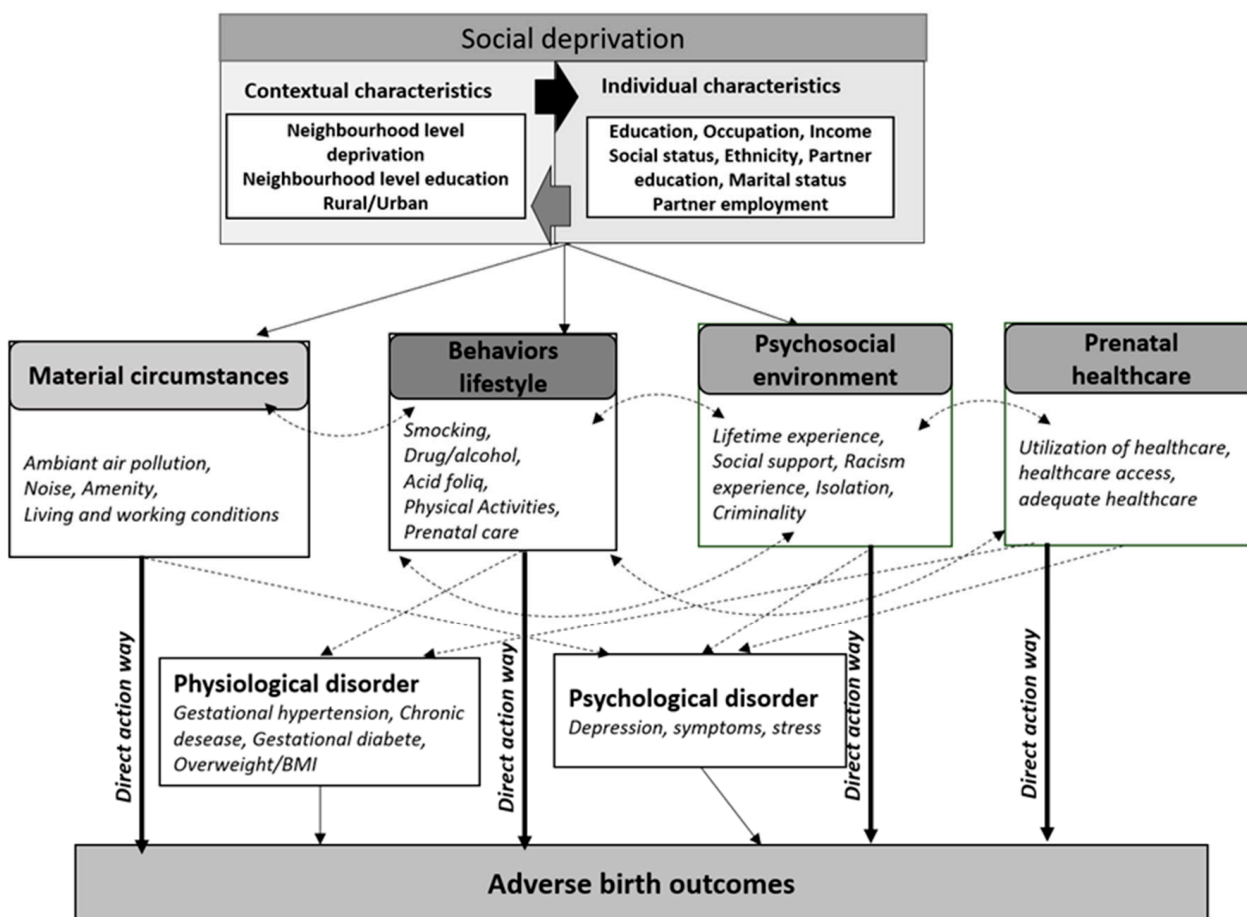 Social deprivation
Contextual characteristics
Neighbourhood level
deprivation
Neighbourhood level education
Rural/Urban
Individual characteristics
Education, Occupation, Income
Social status, Ethnicity, Partner
education, Marital status
Partner employment
Material circumstances
Ambiant air pollution,
Noise, Amenity,
Living and working conditions
Behaviors
lifestyle
Smocking,
Drug/alcohol,
Acid foliq,
Physical Activities,
Prenatal care
Psychosocial
environment
Lifetime experience,
Social support, Racism
experience, Isolation,
Criminality
Prenatal
healthcare
Utilization of healthcare,
healthcare access,
adequate healthcare
Direct action way
Physiological disorder
Gestational hypertension, Chronic
desease, Gestational diabete,
Overweight/BMI
Direct action way
Psychological disorder
Depression, symptoms, stress
Direct action way
Direct action way
Adverse birth outcomes